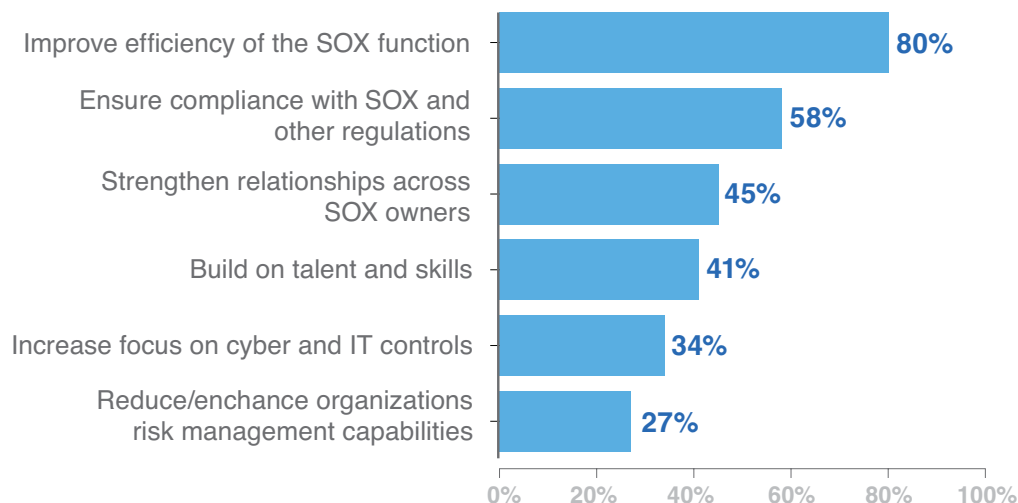 Improve efficiency of the SOX function
80%
Ensure compliance with SOX and
other regulations
58%
Strengthen relationships across
SOX owners
45%
Build on talent and skills
41%
Increase focus on cyber and IT controls
34%
Reduce/enchance organizations
risk management capabilities
27%
0% 20% 40% 60% 80% 100%